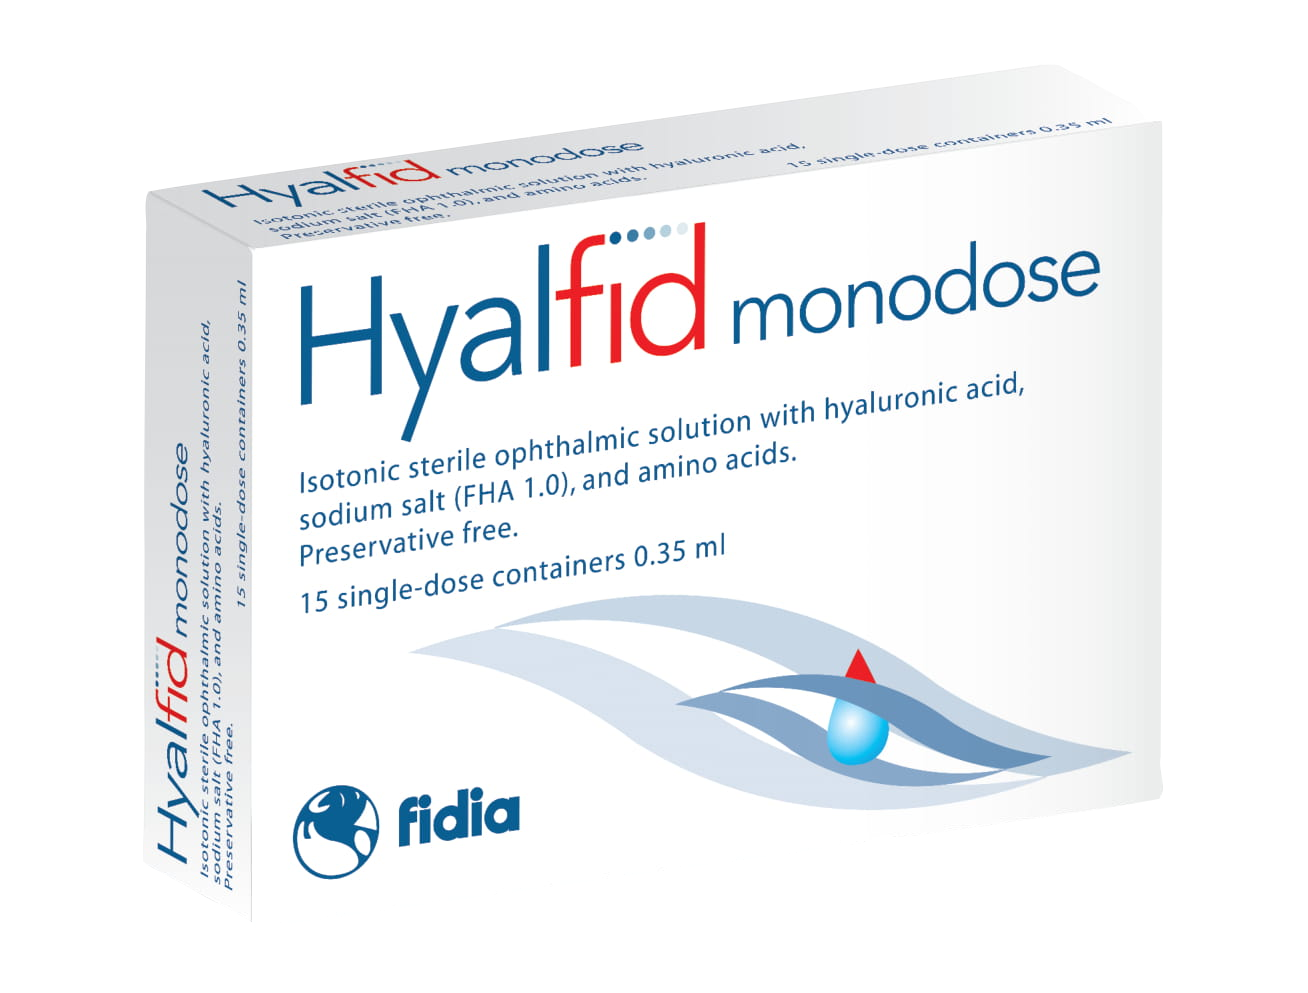 Hyalfid monodose
Isotonic sterile ophthalmic solution with hyaluronic acid,
sodium salt (FHA 1.0), and amino acids.
Preservative free.
15 single-dose containers 0.35 ml
Hyalfid monodose
Isotonic sterile ophthalmic solution with hyaluronic acid,
sodium salt (FHA 1.0), and amino acids.
Preservative free.
15 single-dose containers 0.35 ml
fidia
Hyalfid monodose
Isotonic sterile ophthalmic solution with hyaluronic acid,
sodium salt (FHA 1.0), and amino acids.
Preservative free.
15 single-dose containers 0.35 ml